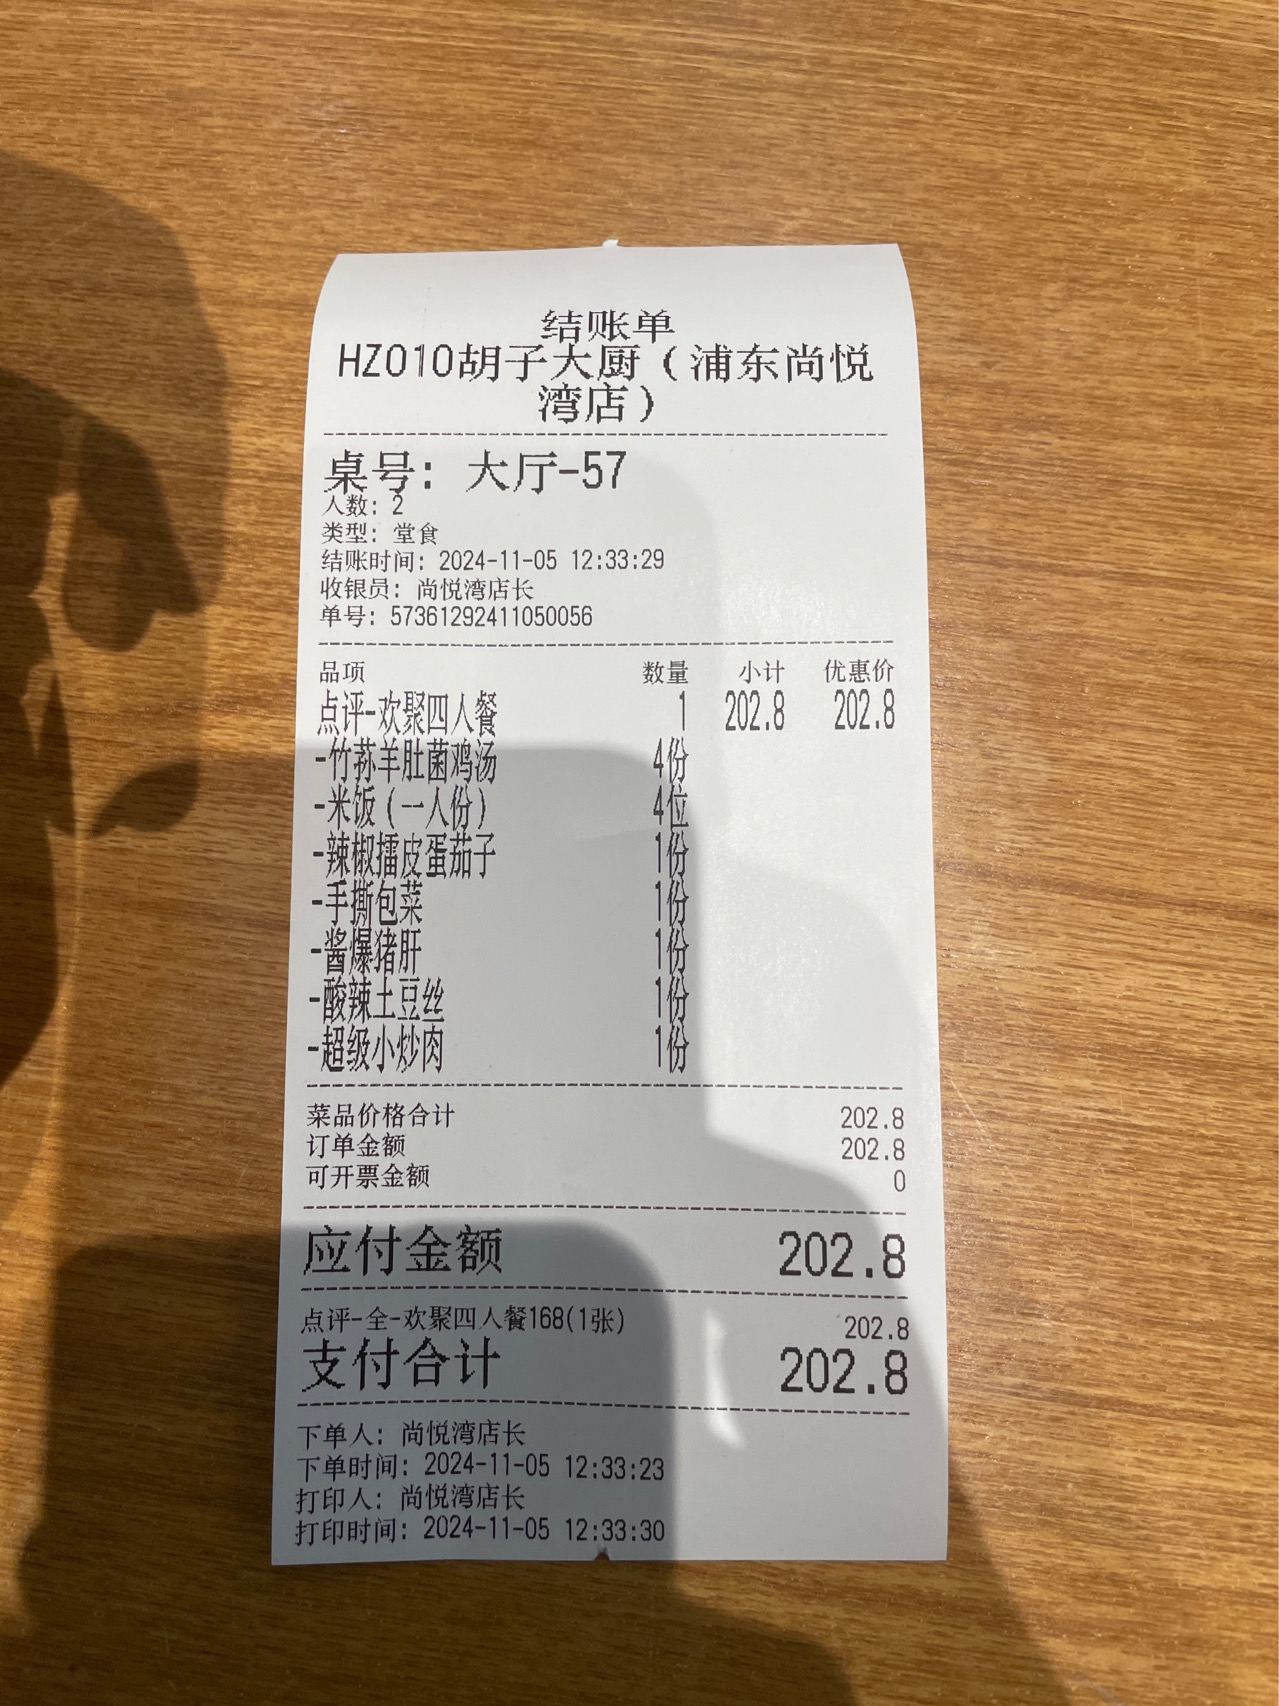 结账单
HZ010胡子大厨（浦东尚悦
湾店）
桌号：大厅-57
人数：2
类型：堂食
结账时间：2024-11-05 12:33:29
收银员：尚悦湾店长
单号：57361292411050056
品项 数量 小计 优惠价
点评-欢聚四人餐 1 202.8 202.8
-竹荪羊肚菌鸡汤 4份
-米饭（一人份） 4位
-辣椒擂皮蛋茄子 1份
-手撕包菜 1份
-酱爆猪肝 1份
-酸辣土豆丝 1份
-超级小炒肉 1份
菜品价格合计 202.8
订单金额 202.8
可开票金额 0
应付金额 202.8
点评-全-欢聚四人餐168(1张) 202.8
支付合计 202.8
下单人：尚悦湾店长
下单时间：2024-11-05 12:33:23
打印人：尚悦湾店长
打印时间：2024-11-05 12:33:30